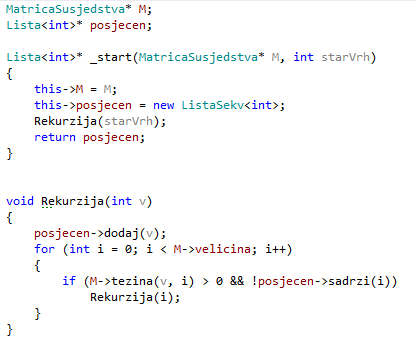 MatricaSusjedstva* M;
Lista<int>* posjecen;

Lista<int>* _start(MatricaSusjedstva* M, int starVrh)
{
    this->M = M;
    this->posjecen = new ListaSekv<int>;
    Rekurzija(starVrh);
    return posjecen;
}


void Rekurzija(int v)
{
    posjecen->dodaj(v);
    for (int i = 0; i < M->velicina; i++)
    {
        if (M->tezina(v, i) > 0 && !posjecen->sadrzi(i))
            Rekurzija(i);
    }
}